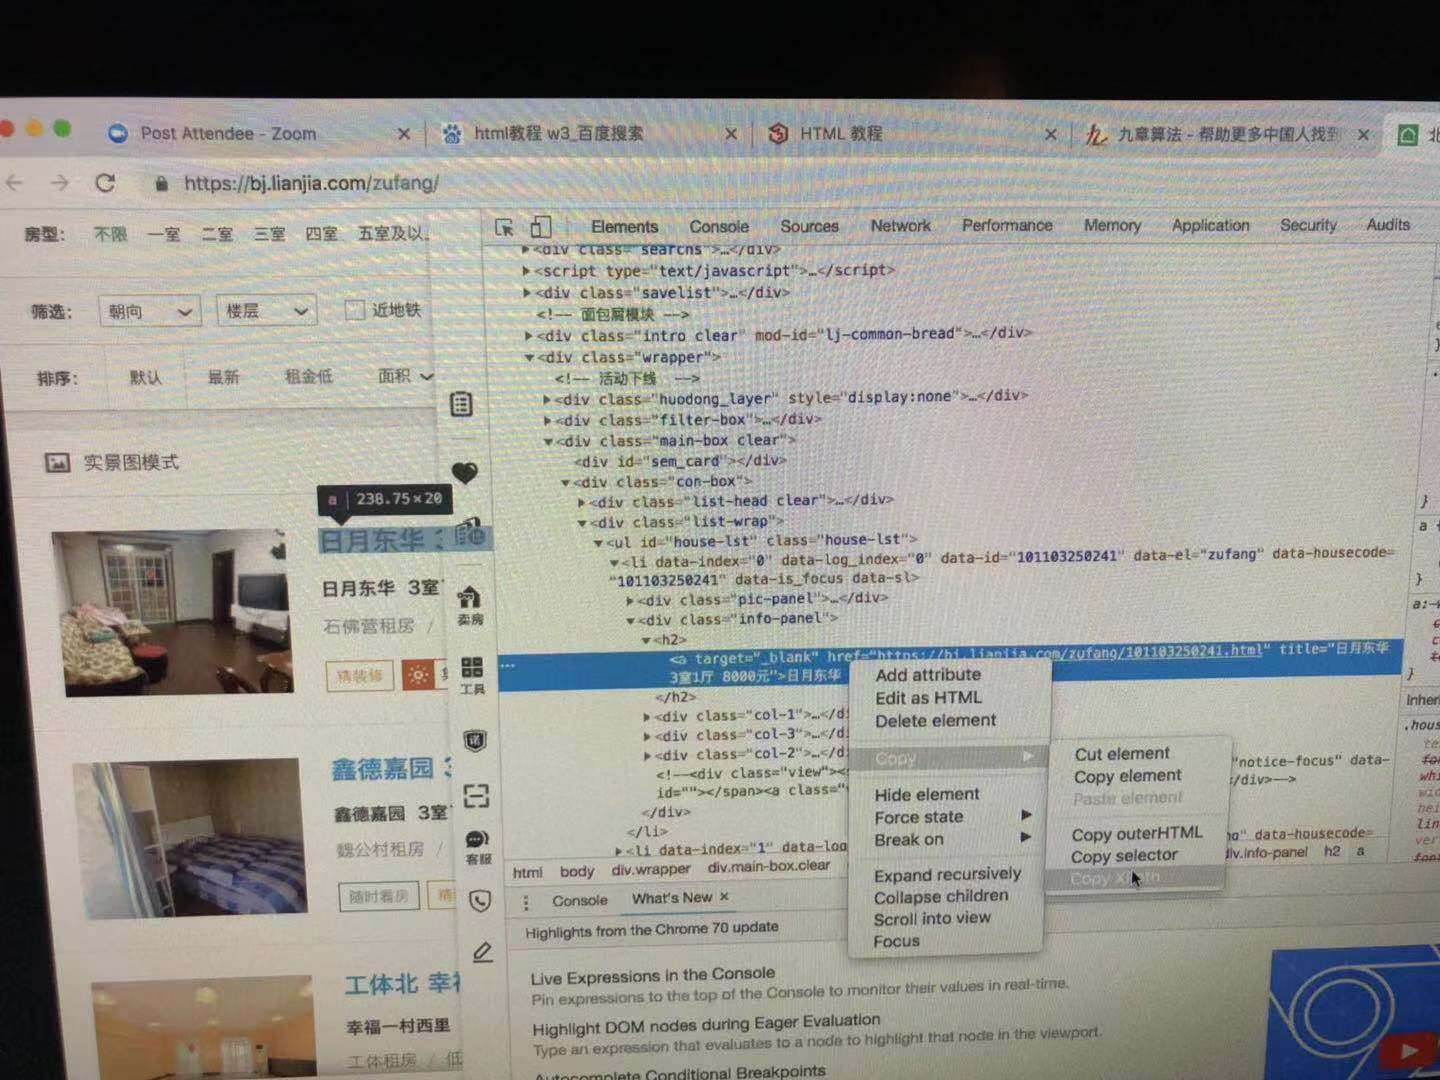 Post Attendee - Zoom
html教程 w3_百度搜索
HTML 教程
九章算法 - 帮助更多中国人找到
https://bj.lianjia.com/zufang/
房型: 不限 一室 二室 三室 四室 五室及以
筛选: 朝向 楼层 近地铁
排序: 默认 最新 租金低 面积
实景图模式
a | 238.75×20
日月东华 3
日月东华 3室
石佛营租房 /
精装修
鑫德嘉园
鑫德嘉园 3室
魏公村租房 /
随时看房
工体北 幸
幸福一村西里
工体租房 / 低
卖房
工具
诺
客服
Elements Console Sources Network Performance Memory Application Security Audits
<div class="searchs">…</div>
<script type="text/javascript">…</script>
<div class="savelist">…</div>
<!-- 面包屑模块 -->
<div class="intro clear" mod-id="lj-common-bread">…</div>
<div class="wrapper">
<!-- 活动下线 -->
<div class="huodong_layer" style="display:none">…</div>
<div class="filter-box">…</div>
<div class="main-box clear">
<div id="sem_card"></div>
<div class="con-box">
<div class="list-head clear">…</div>
<div class="list-wrap">
<ul id="house-lst" class="house-lst">
<li data-index="0" data-log_index="0" data-id="101103250241" data-el="zufang" data-housecode=
"101103250241" data-is_focus data-sl>
<div class="pic-panel">…</div>
<div class="info-panel">
<h2>
<a target="_blank" href="https://bj.lianjia.com/zufang/101103250241.html" title="日月东华
3室1厅 8000元">日月东华
</h2>
<div class="col-1">…</d
<div class="col-3">…</d
<div class="col-2">…</d
<!--<div class="view"><s
"notice-focus" data-
id=""></span><a class="
/div>-->
</div>
</li>
<li data-index="1" data-log
data-housecode=
html body div.wrapper div.main-box.clear
div.info-panel h2 a
Add attribute
Edit as HTML
Delete element
Copy
Hide element
Force state
Break on
Expand recursively
Collapse children
Scroll into view
Focus
Cut element
Copy element
Paste element
Copy outerHTML
Copy selector
Copy XPath
Console What's New ×
Highlights from the Chrome 70 update
Live Expressions in the Console
Pin expressions to the top of the Console to monitor their values in real-time.
Highlight DOM nodes during Eager Evaluation
Type an expression that evaluates to a node to highlight that node in the viewport.
Autocomplete Conditional Breakpoints